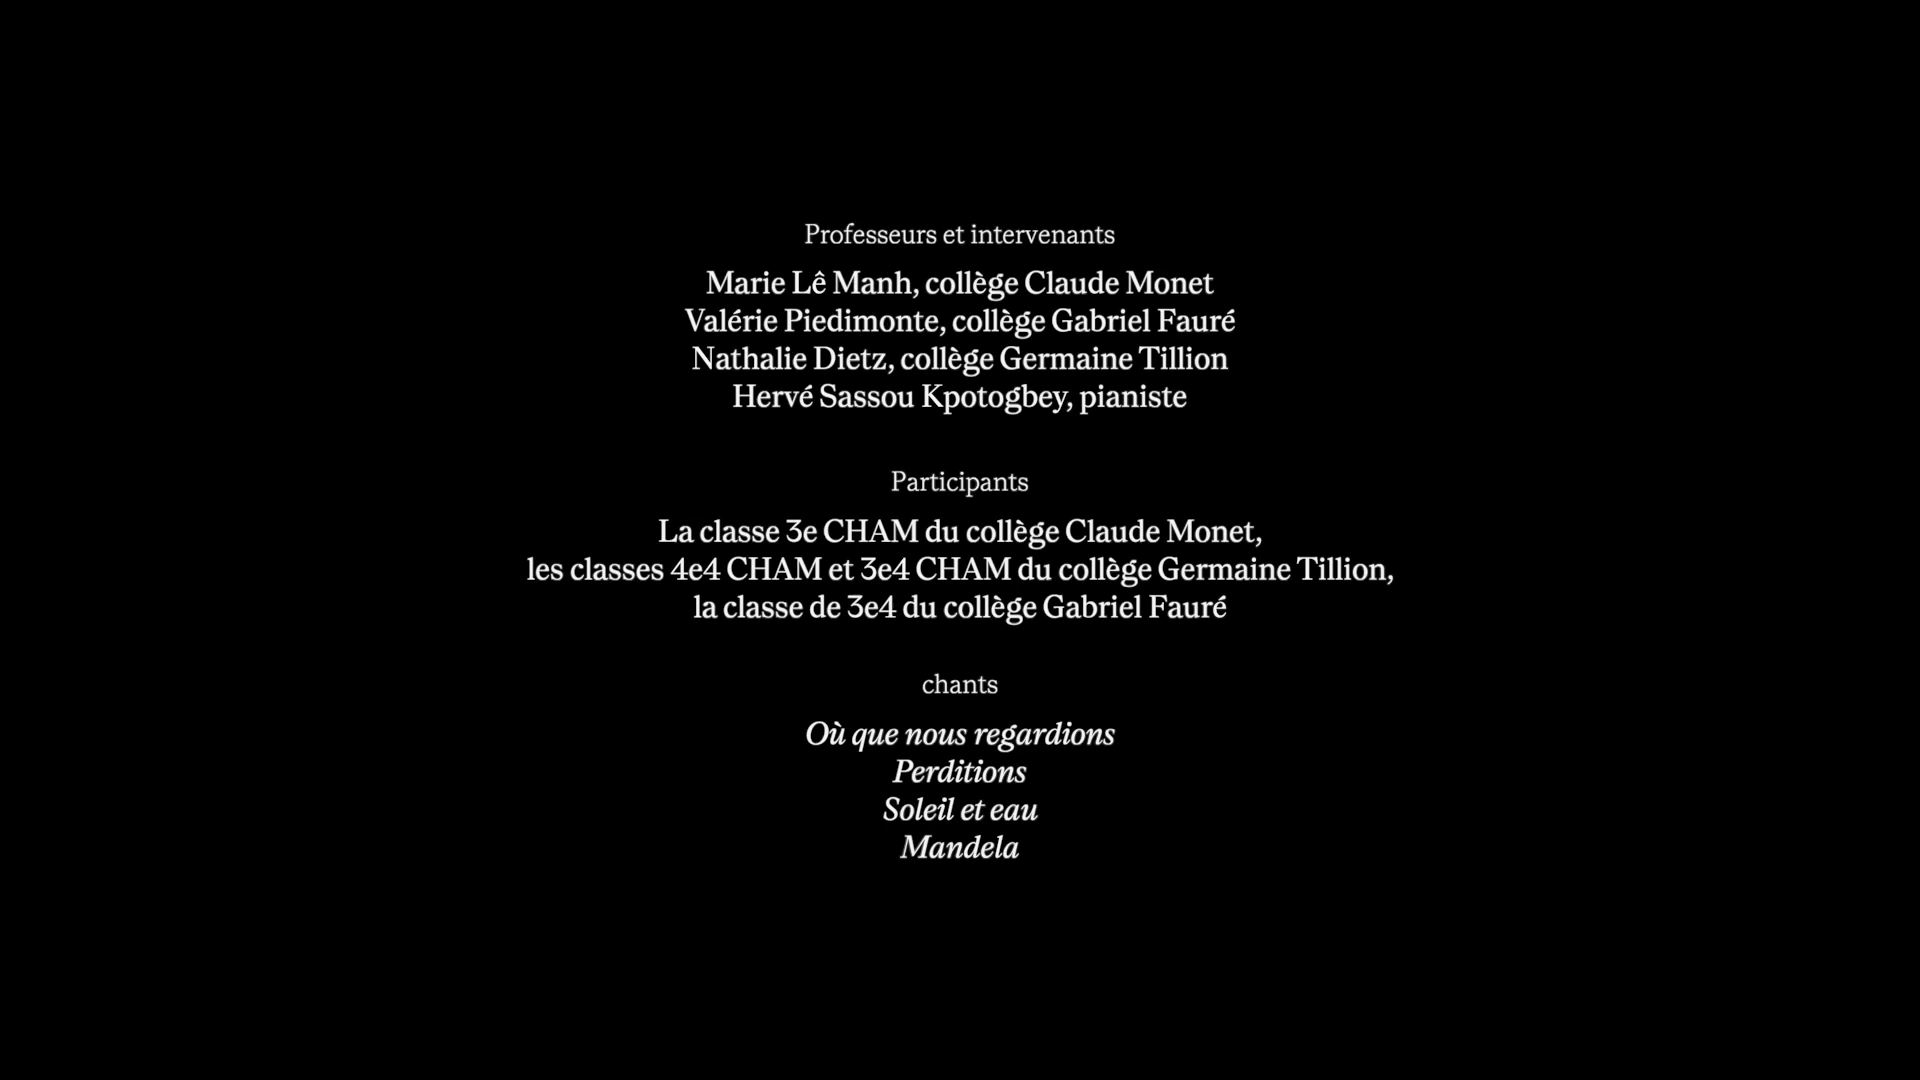 Professeurs et intervenants
Marie Lê Manh, collège Claude Monet
Valérie Piedimonte, collège Gabriel Fauré
Nathalie Dietz, collège Germaine Tillion
Hervé Sassou Kpotogbey, pianiste
Participants
La classe 3e CHAM du collège Claude Monet,
les classes 4e4 CHAM et 3e4 CHAM du collège Germaine Tillion,
la classe de 3e4 du collège Gabriel Fauré
chants
Où que nous regardions
Perditions
Soleil et eau
Mandela